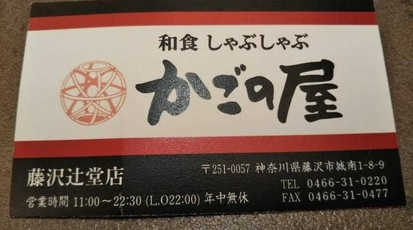 和食 しゃぶしゃぶ
かごの屋
藤沢辻堂店
〒251-0057 神奈川県藤沢市城南1-8-9
TEL 0466-31-0220
営業時間 11:00〜22:30 (L.O22:00) 年中無休
FAX 0466-31-0477